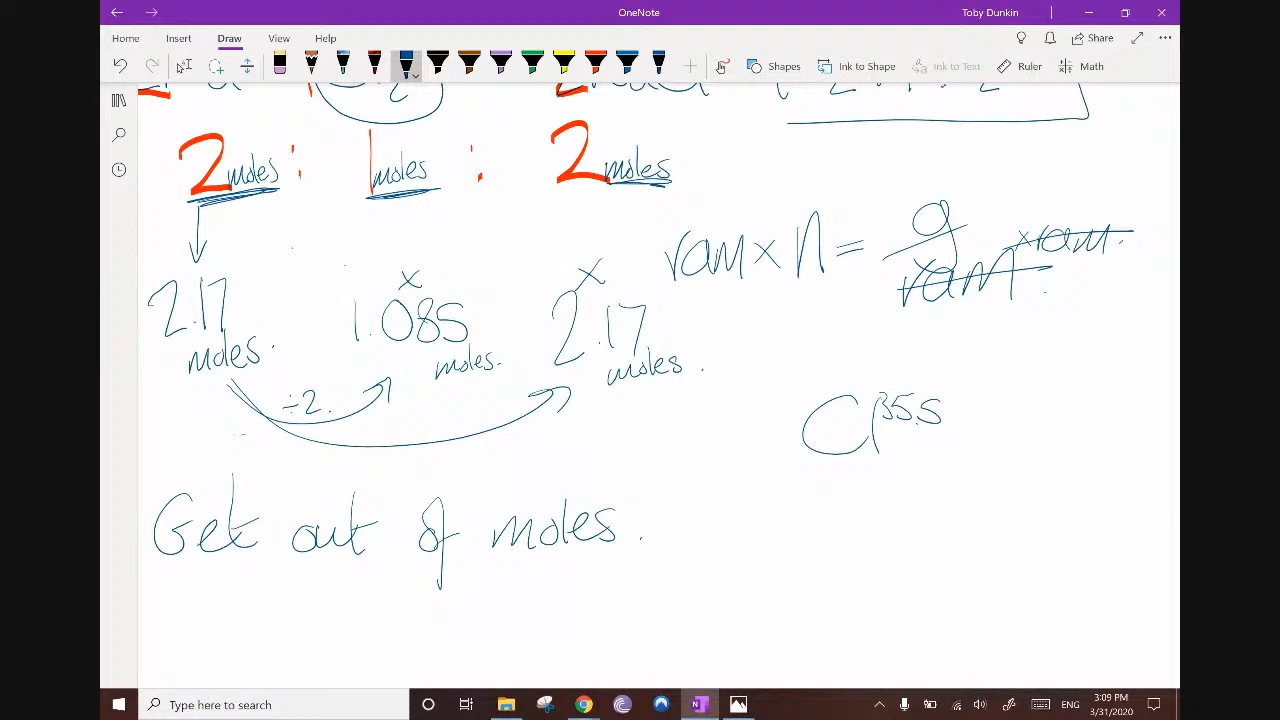 OneNote
Toby Dunkin
Home Insert Draw View Help
Share
Shapes Ink to Shape Ink to Text Ruler Math
2 moles : 1 moles : 2 moles
ram x n = g / ram x ram.
2.17 moles. x 1.085 moles. x 2.17 moles.
÷2.
Cl 35.5
Get out of moles.
Type here to search
ENG
3:09 PM
3/31/2020